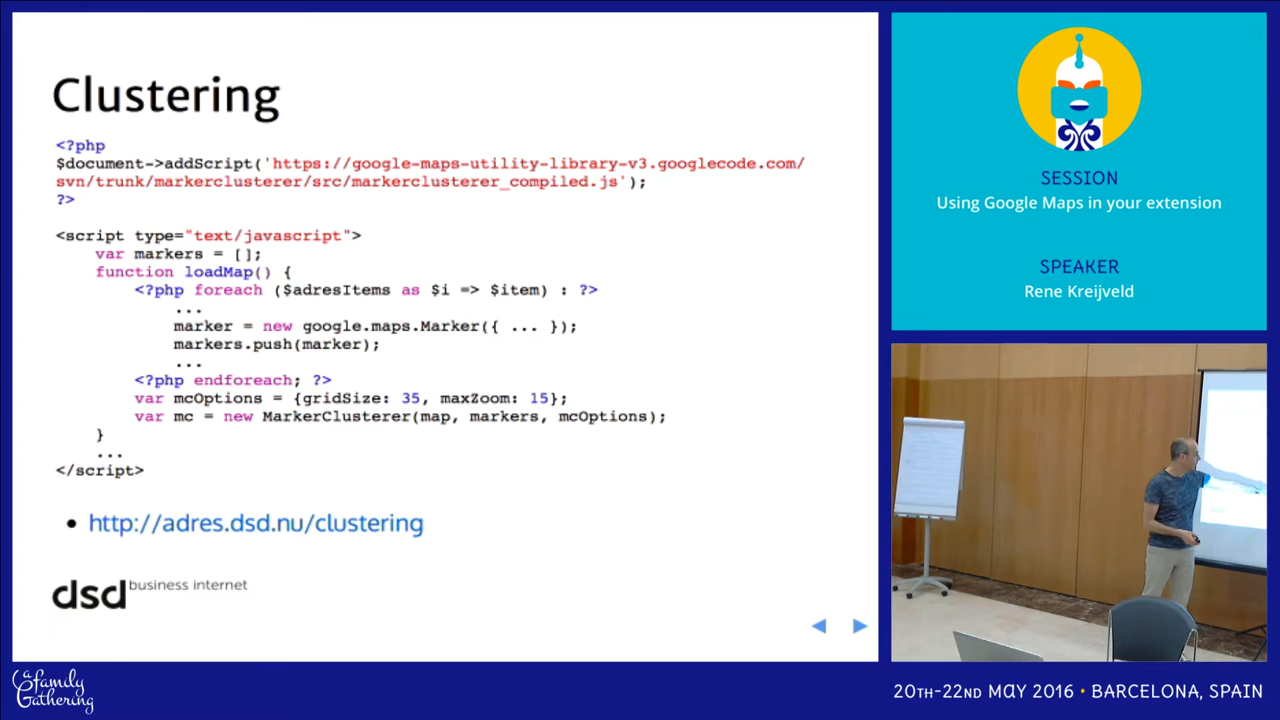 Clustering
<?php
$document->addScript('https://google-maps-utility-library-v3.googlecode.com/
svn/trunk/markerclusterer/src/markerclusterer_compiled.js');
?>
<script type="text/javascript">
var markers = [];
function loadMap() {
<?php foreach ($adresItems as $i => $item) : ?>
...
marker = new google.maps.Marker({ ... });
markers.push(marker);
...
<?php endforeach; ?>
var mcOptions = {gridSize: 35, maxZoom: 15};
var mc = new MarkerClusterer(map, markers, mcOptions);
}
...
</script>
• http://adres.dsd.nu/clustering
dsd business internet
SESSION
Using Google Maps in your extension
SPEAKER
Rene Kreijveld
a family Gathering
20TH-22ND MAY 2016 • BARCELONA, SPAIN